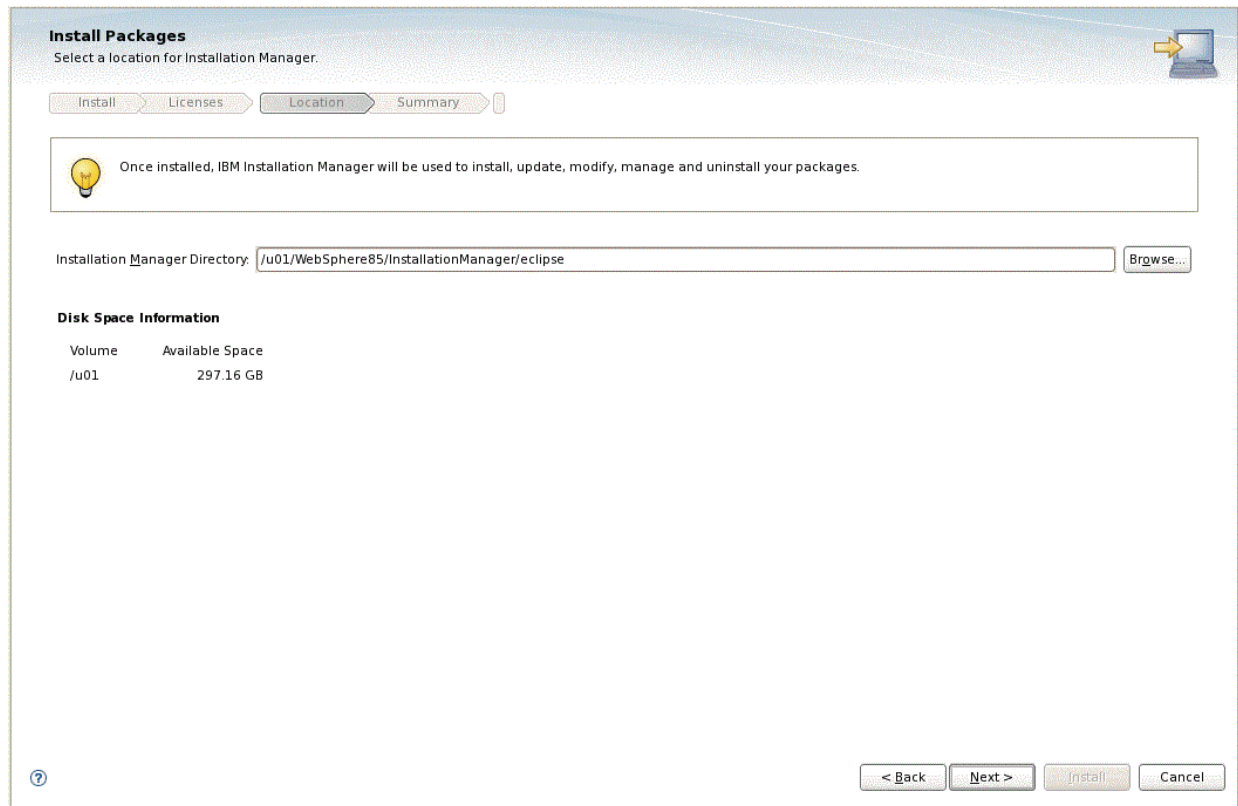 Install Packages
Select a location for Installation Manager.
Install Licenses Location Summary
Once installed, IBM Installation Manager will be used to install, update, modify, manage and uninstall your packages.
Installation Manager Directory: /u01/WebSphere85/InstallationManager/eclipse Browse...
Disk Space Information
Volume Available Space
/u01 297.16 GB
? < Back Next > Install Cancel